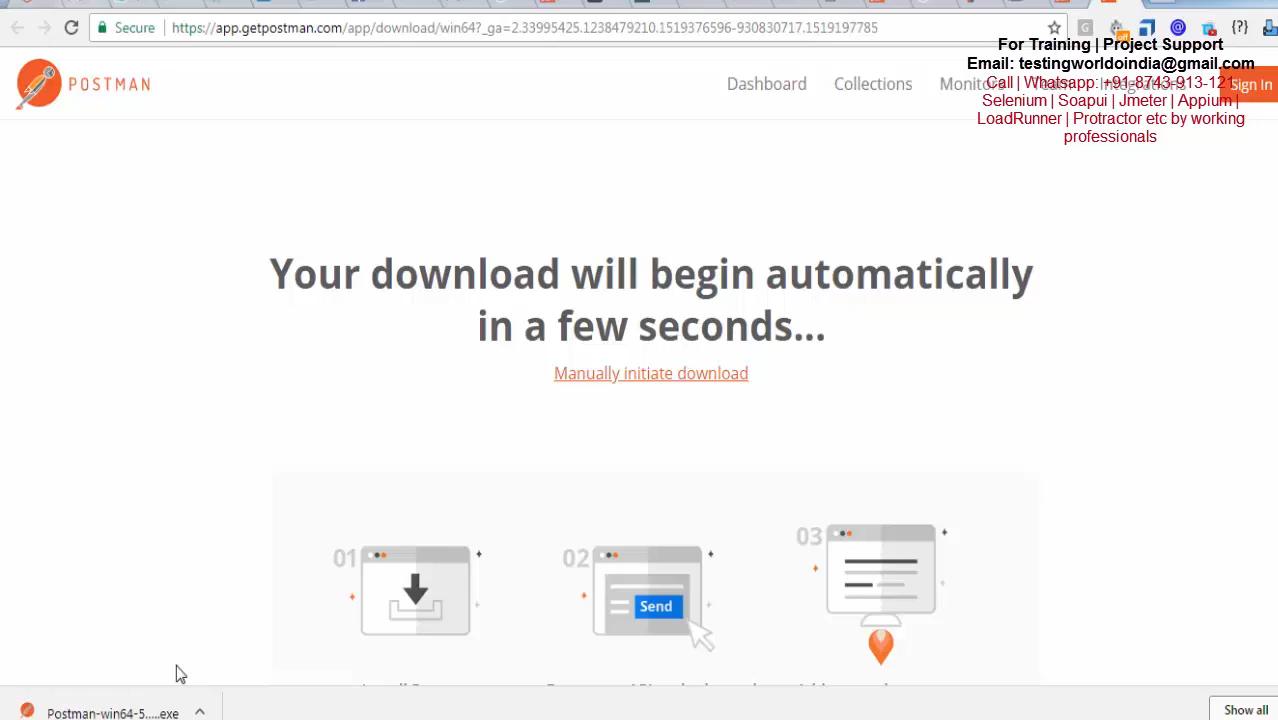 Secure https://app.getpostman.com/app/download/win64?_ga=2.33995425.1238479210.1519376596-930830717.1519197785
For Training | Project Support
Email: testingworldoindia@gmail.com
Call | Whatsapp: +91-8743-913-121
Selenium | Soapui | Jmeter | Appium |
LoadRunner | Protractor etc by working
professionals
POSTMAN
Dashboard Collections Monitors Team Integrations Sign In
Your download will begin automatically
in a few seconds...
Manually initiate download
01
02
03
Send
Postman-win64-5.....exe
Show all